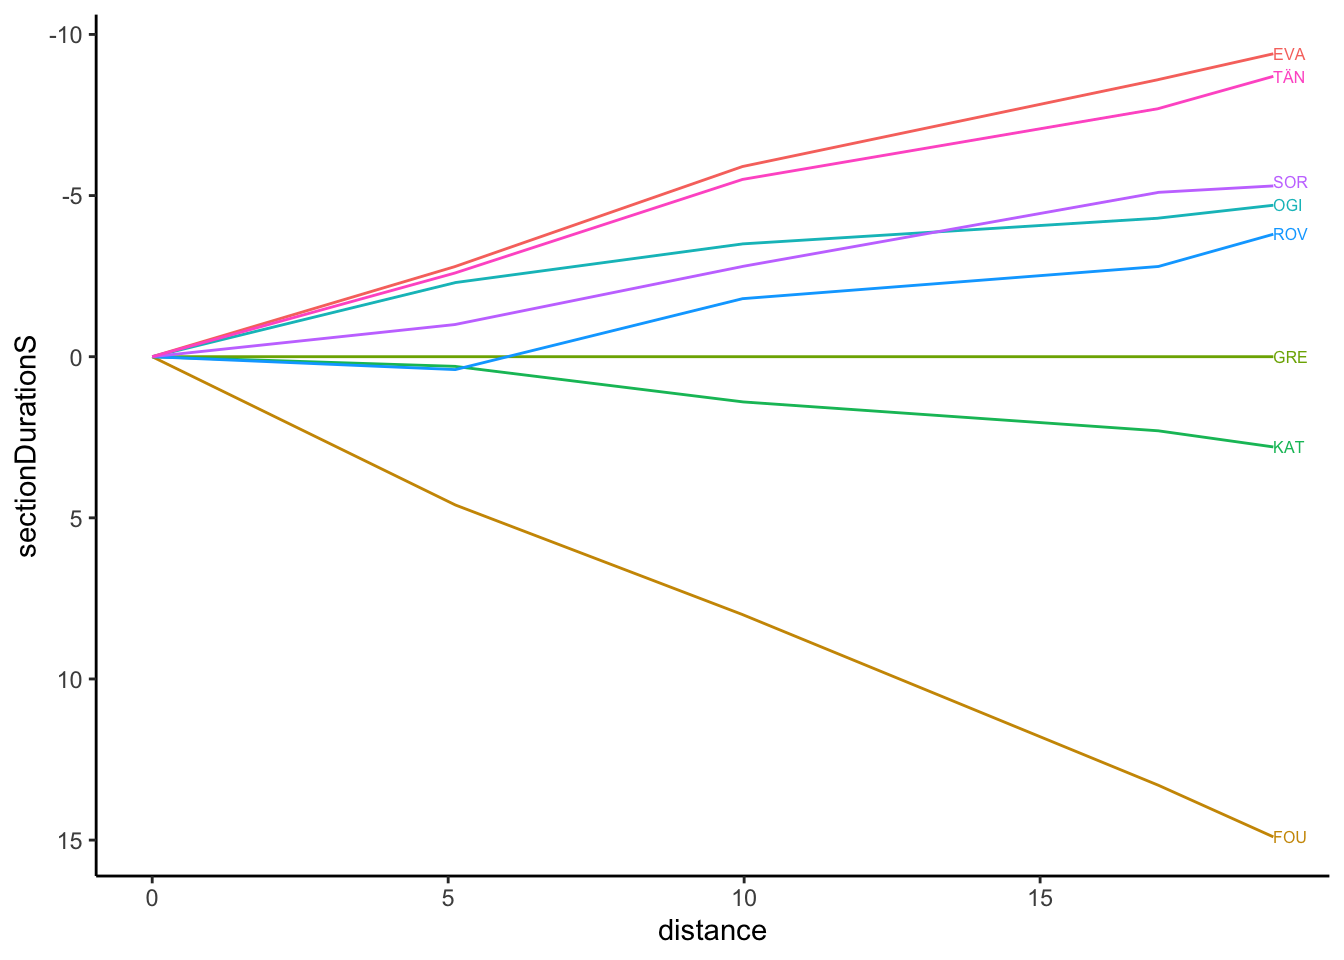 -10
-5
0
5
10
15
sectionDurationS
EVA
TÄN
SOR
OGI
ROV
GRE
KAT
FOU
0
5
10
15
distance